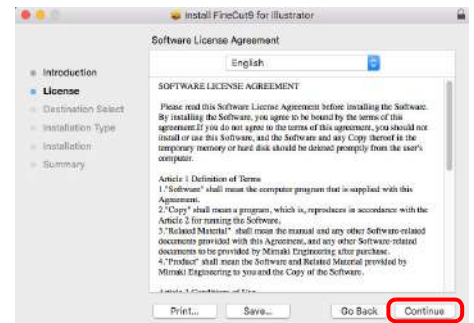 Install FineCut9 for Illustrator
Software License Agreement
English
Introduction
License
Destination Select
Installation Type
Installation
Summary
SOFTWARE LICENSE AGREEMENT
Please read this Software License Agreement before installing the Software.
By installing the Software, you agree to be bound by the terms of this
agreement.If you do not agree to the terms of this agreement, you should not
install or use this Software, and the Software and any Copy thereof in the
temporary memory or hard disk should be deleted promptly from the user's
computer.
Article 1 Definition of Terms
1."Software" shall mean the computer program that is supplied with this
Agreement.
2."Copy" shall mean a program, which is, reproduces in accordance with the
Article 2 for running the Software.
3."Related Material" shall mean the manual and any other Software-related
documents provided with this Agreement, and any other Software-related
documents to be provided by Mimaki Engineering after purchase.
4."Product" shall mean the Software and Related Material provided by
Mimaki Engineering to you and the Copy of the Software.
Print...
Save...
Go Back
Continue